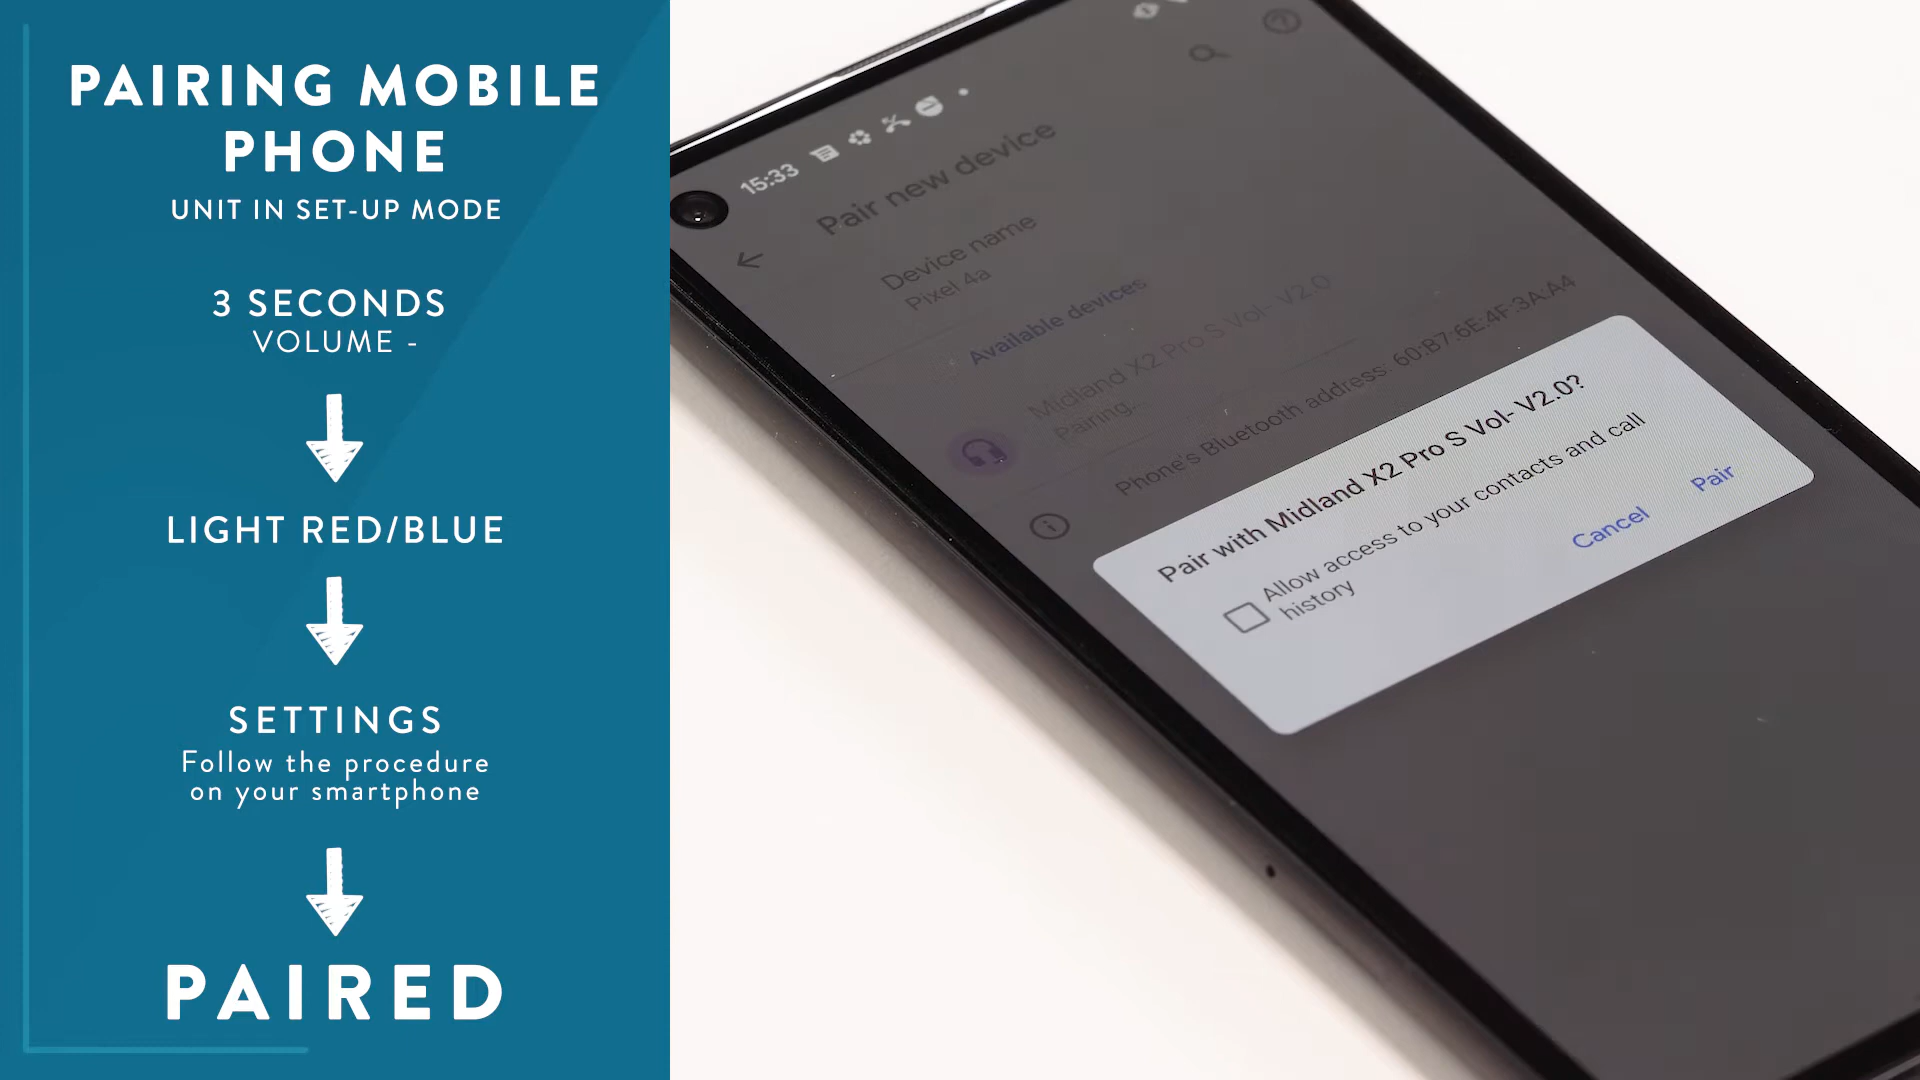 PAIRING MOBILE
PHONE
UNIT IN SET-UP MODE
3 SECONDS
VOLUME -
LIGHT RED/BLUE
SETTINGS
Follow the procedure
on your smartphone
PAIRED
15:33
Pair new device
Device name
Pixel 4a
Available devices
Midland X2 Pro S Vol- V2.0
Pairing...
Phone's Bluetooth address: 60:B7:6E:4F:3A:A4
Pair with Midland X2 Pro S Vol- V2.0?
Allow access to your contacts and call
history
Cancel
Pair